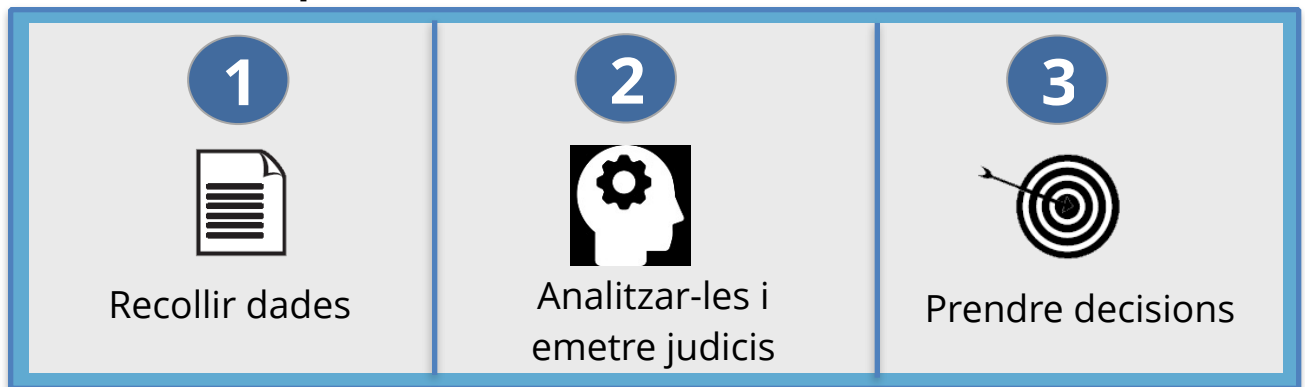 1
Recollir dades
2
Analitzar-les i
emetre judicis
3
Prendre decisions